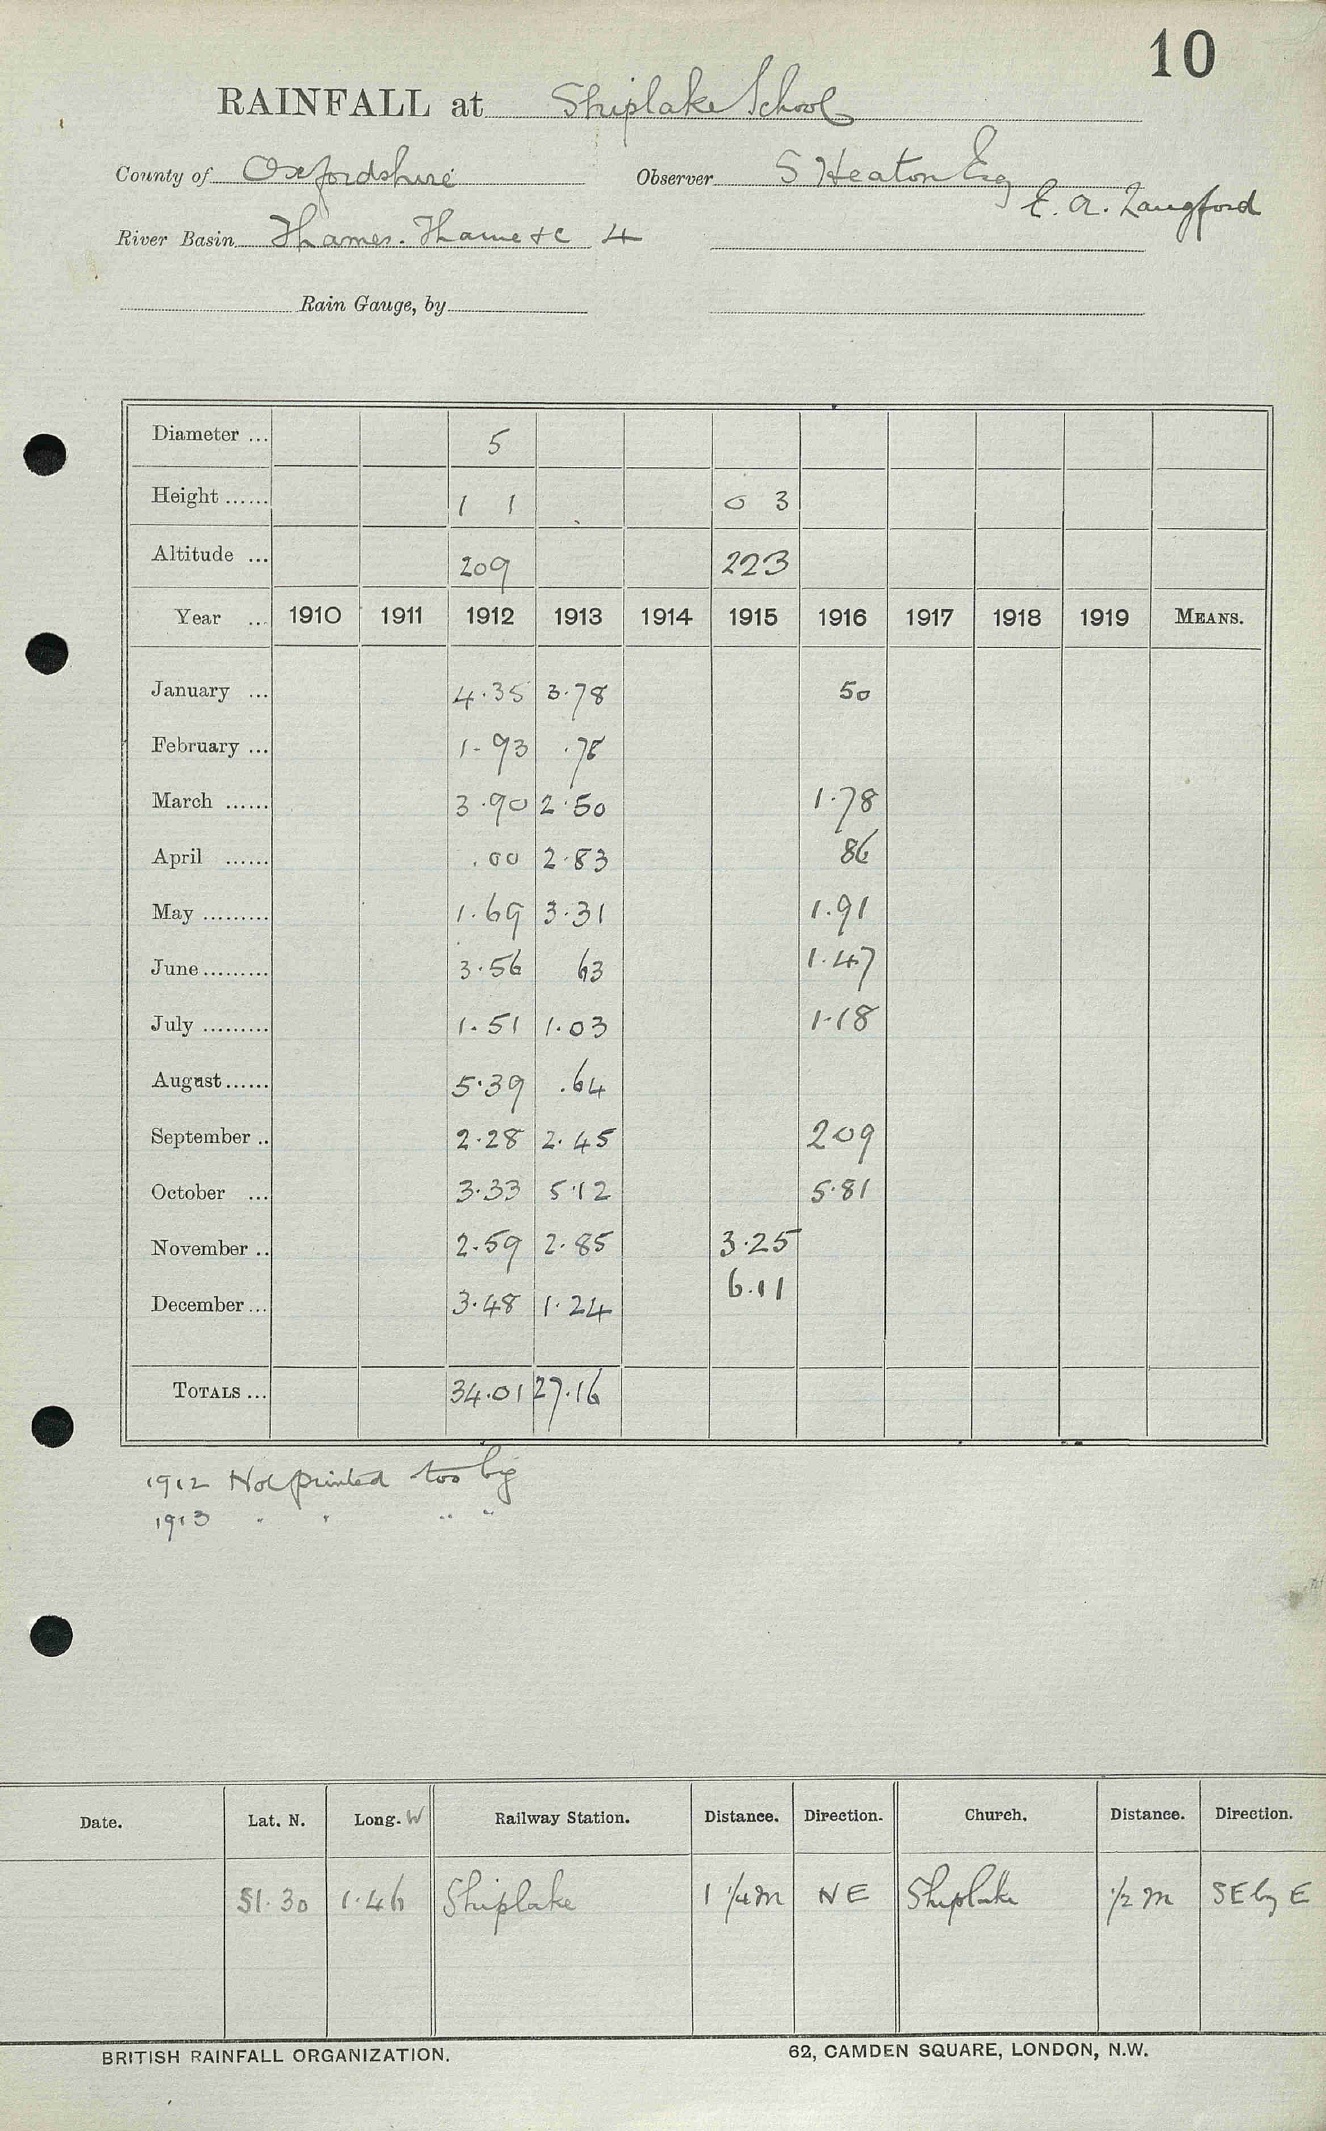 10
RAINFALL at Shiplake School
County of Oxfordshire Observer S Heaton Esq
E. A. Langford
River Basin Thames. Thame &c 4
Rain Gauge, by
Diameter ... 5
Height ...... 1 1 0 3
Altitude ... 209 223
Year ... 1910 1911 1912 1913 1914 1915 1916 1917 1918 1919 MEANS.
January ... 4.35 3.78 50
February ... 1.93 .78
March ...... 3.90 2.50 1.78
April ...... .00 2.83 86
May ......... 1.69 3.31 1.91
June ......... 3.56 63 1.47
July ......... 1.51 1.03 1.18
August ...... 5.39 .64
September .. 2.28 2.45 209
October ... 3.33 5.12 5.81
November .. 2.59 2.85 3.25
December ... 3.48 1.24 6.11
TOTALS ... 34.01 27.16
1912 Not printed too big
1913 " " " "
Date. Lat. N. Long. W Railway Station. Distance. Direction. Church. Distance. Direction.
51.30 1.46 Shiplake 1 1/4 m NE Shiplake 1/2 m SE by E
BRITISH RAINFALL ORGANIZATION. 62, CAMDEN SQUARE, LONDON, N.W.